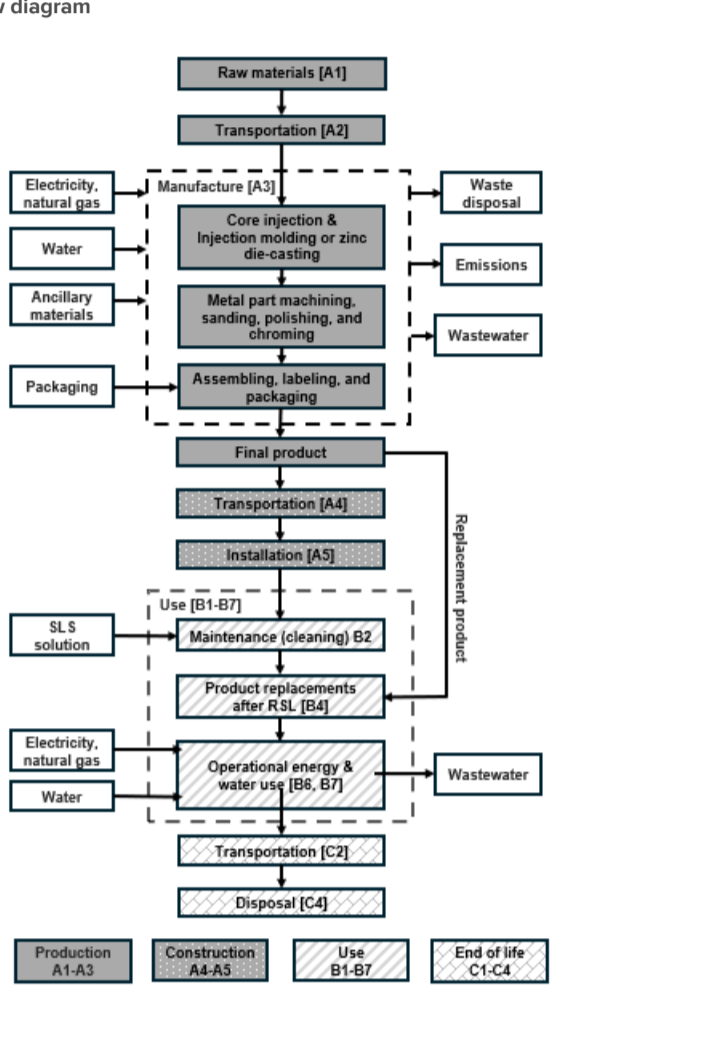 diagram
Raw materials [A1]
Transportation [A2]
Manufacture [A3]
Electricity,
natural gas
Water
Ancillary
materials
Packaging
Core injection &
Injection molding or zinc
die-casting
Metal part machining,
sanding, polishing, and
chroming
Assembling, labeling, and
packaging
Waste
disposal
Emissions
Wastewater
Final product
Transportation [A4]
Installation [A5]
Replacement product
Use [B1-B7]
SLS
solution
Maintenance (cleaning) B2
Product replacements
after RSL [B4]
Electricity,
natural gas
Water
Operational energy &
water use [B6, B7]
Wastewater
Transportation [C2]
Disposal [C4]
Production
A1-A3
Construction
A4-A5
Use
B1-B7
End of life
C1-C4